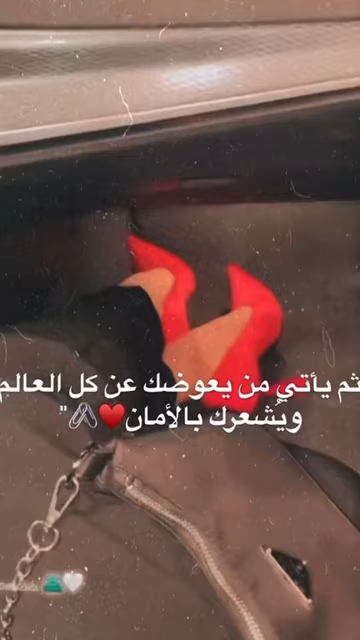 ثم يأتي من يعوضك عن كل العالم
ويُشعرك بالأمان♥️🖇"